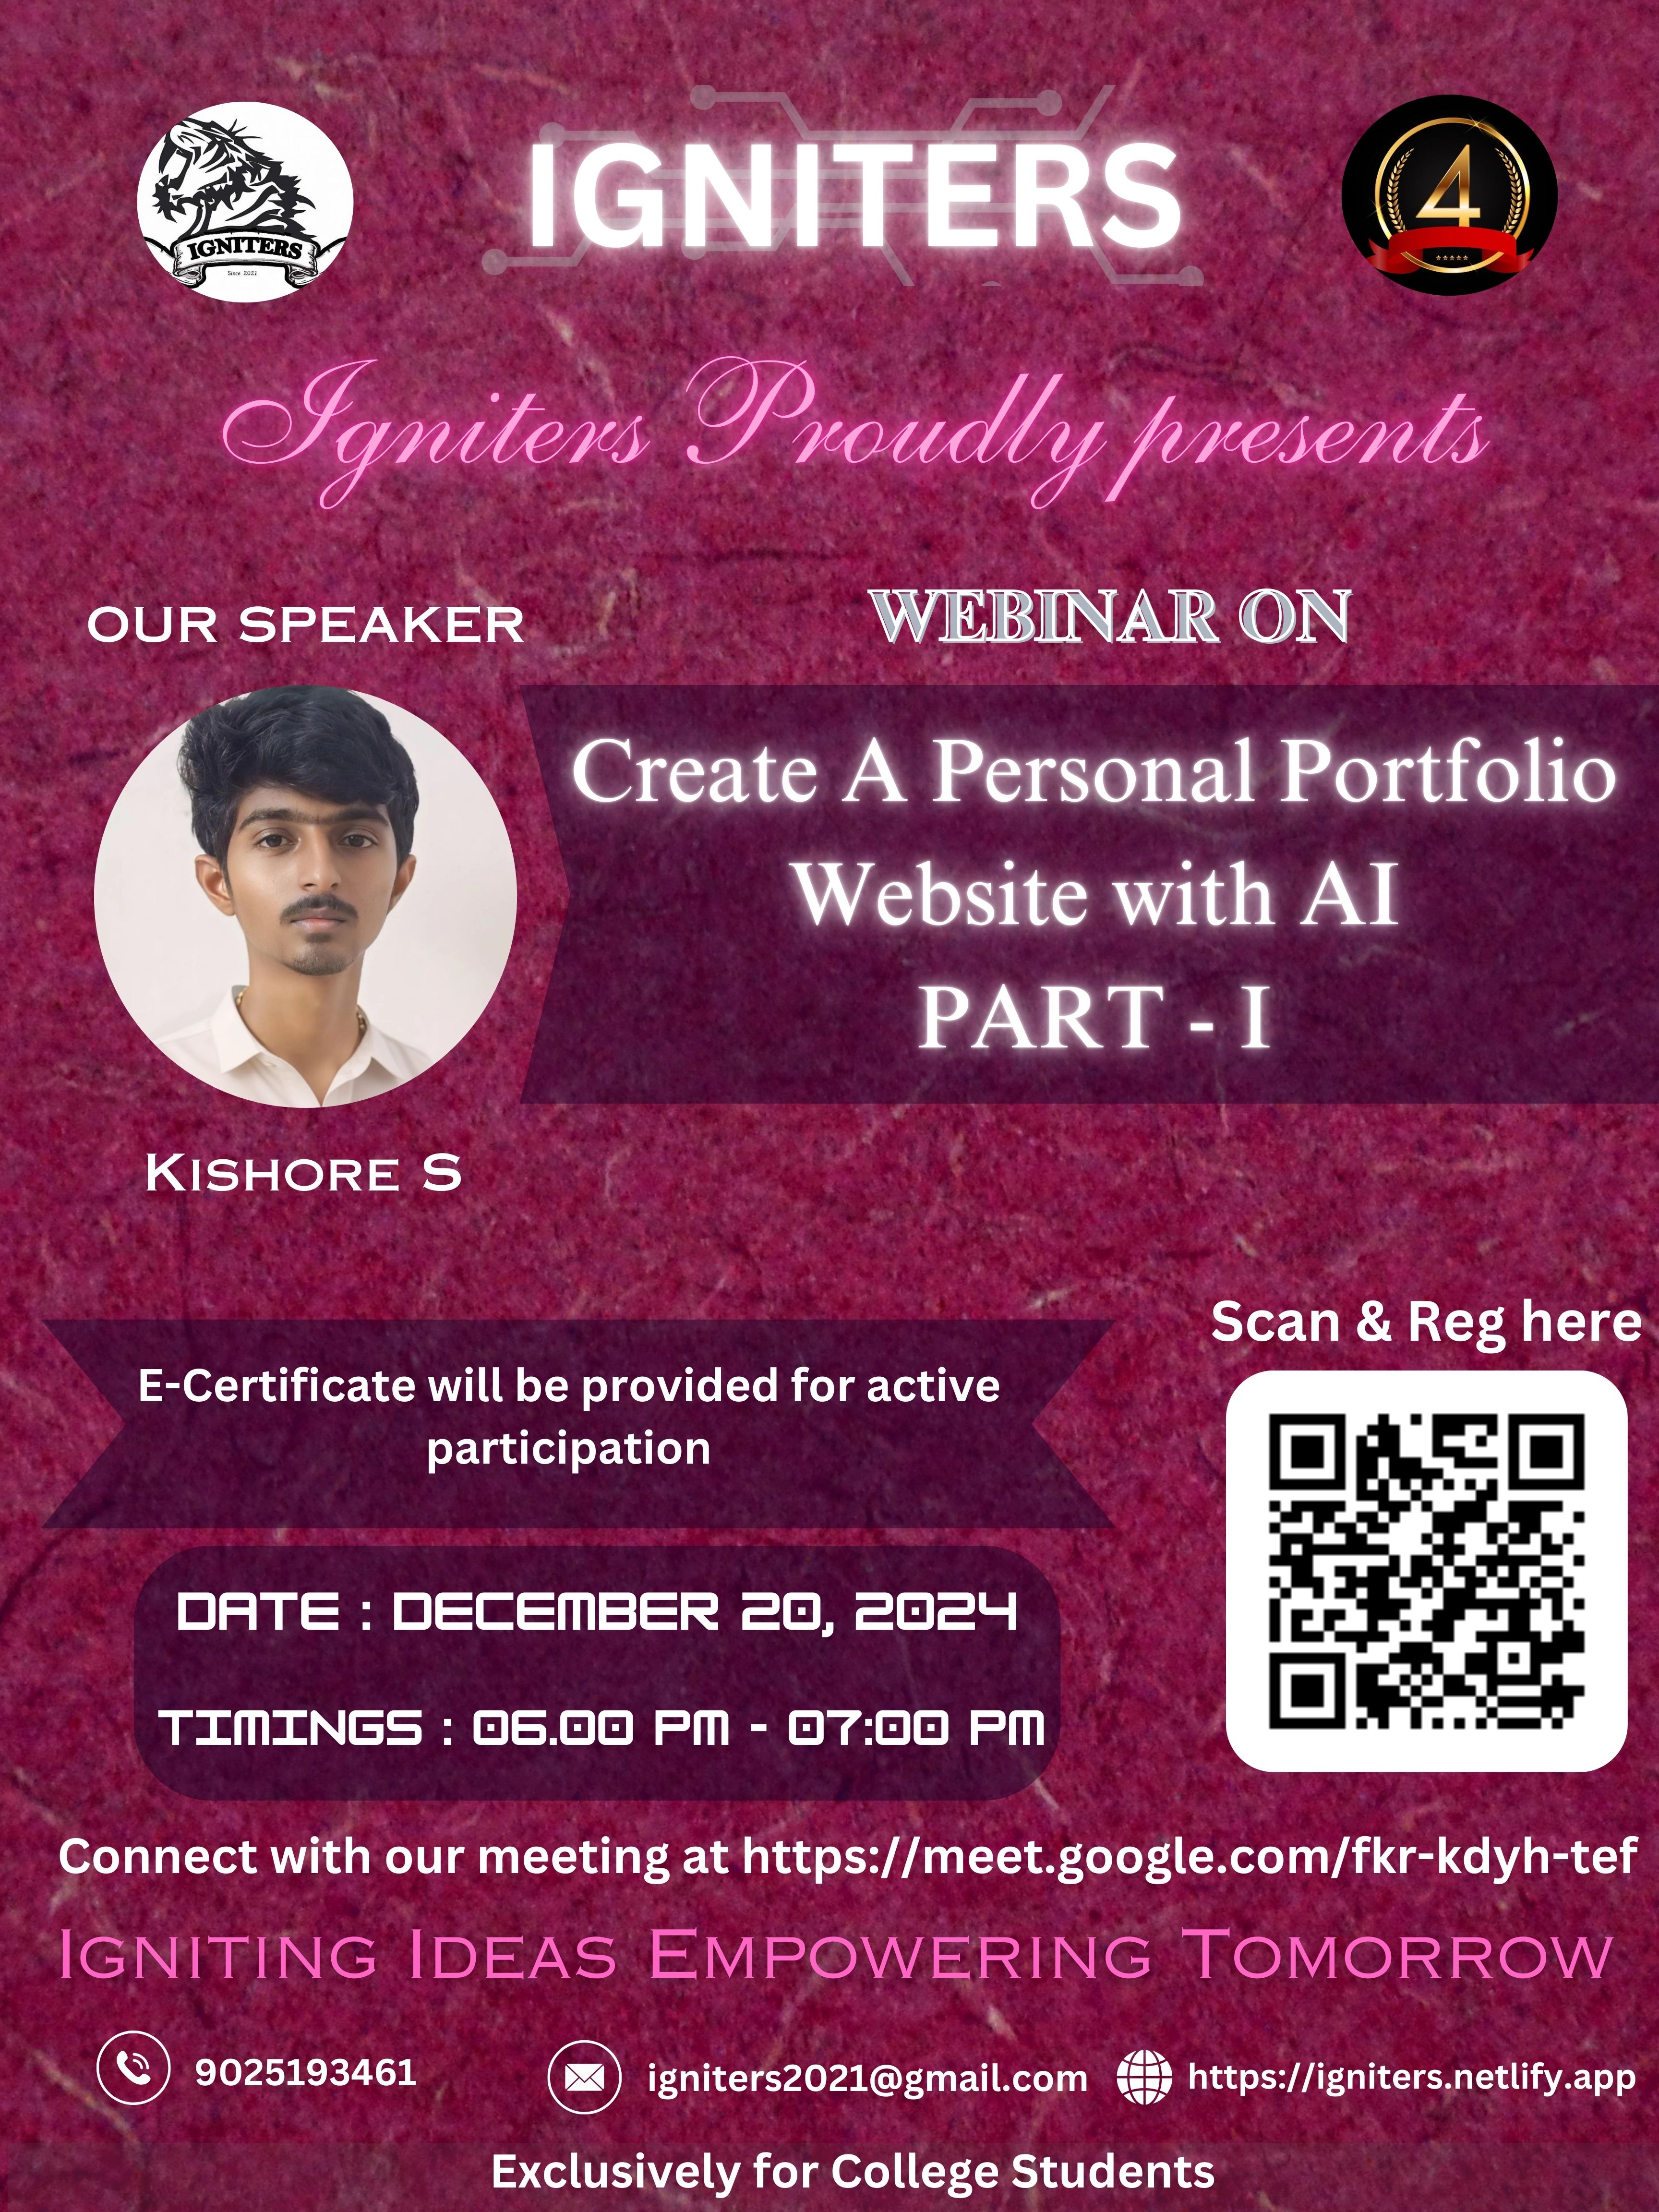 IGNITERS
Since 2021
IGNITERS
4
Igniters Proudly presents
OUR SPEAKER
WEBINAR ON
Create A Personal Portfolio
Website with AI
PART - I
KISHORE S
Scan & Reg here
E-Certificate will be provided for active
participation
DATE : DECEMBER 20, 2024
TIMINGS : 06.00 PM - 07:00 PM
Connect with our meeting at https://meet.google.com/fkr-kdyh-tef
IGNITING IDEAS EMPOWERING TOMORROW
9025193461
igniters2021@gmail.com
https://igniters.netlify.app
Exclusively for College Students